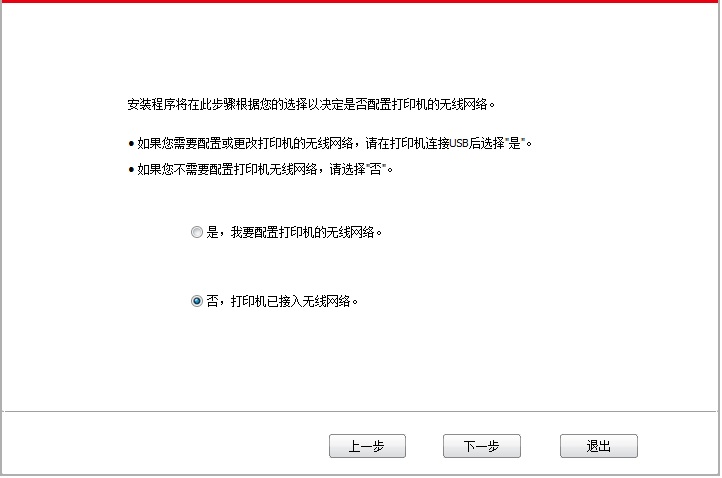 安装程序将在此步骤根据您的选择以决定是否配置打印机的无线网络。
• 如果您需要配置或更改打印机的无线网络，请在打印机连接USB后选择"是"。
• 如果您不需要配置打印机无线网络，请选择"否"。
是，我要配置打印机的无线网络。
否，打印机已接入无线网络。
上一步 下一步 退出